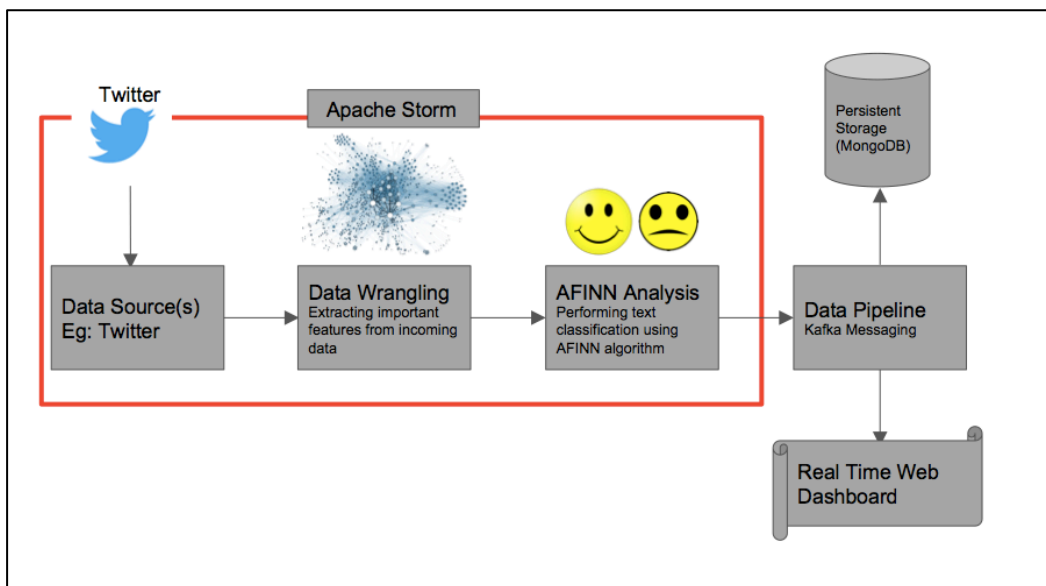 Twitter
Apache Storm
Persistent
Storage
(MongoDB)
Data Source(s)
Eg: Twitter
Data Wrangling
Extracting important
features from incoming
data
AFINN Analysis
Performing text
classification using
AFINN algorithm
Data Pipeline
Kafka Messaging
Real Time Web
Dashboard